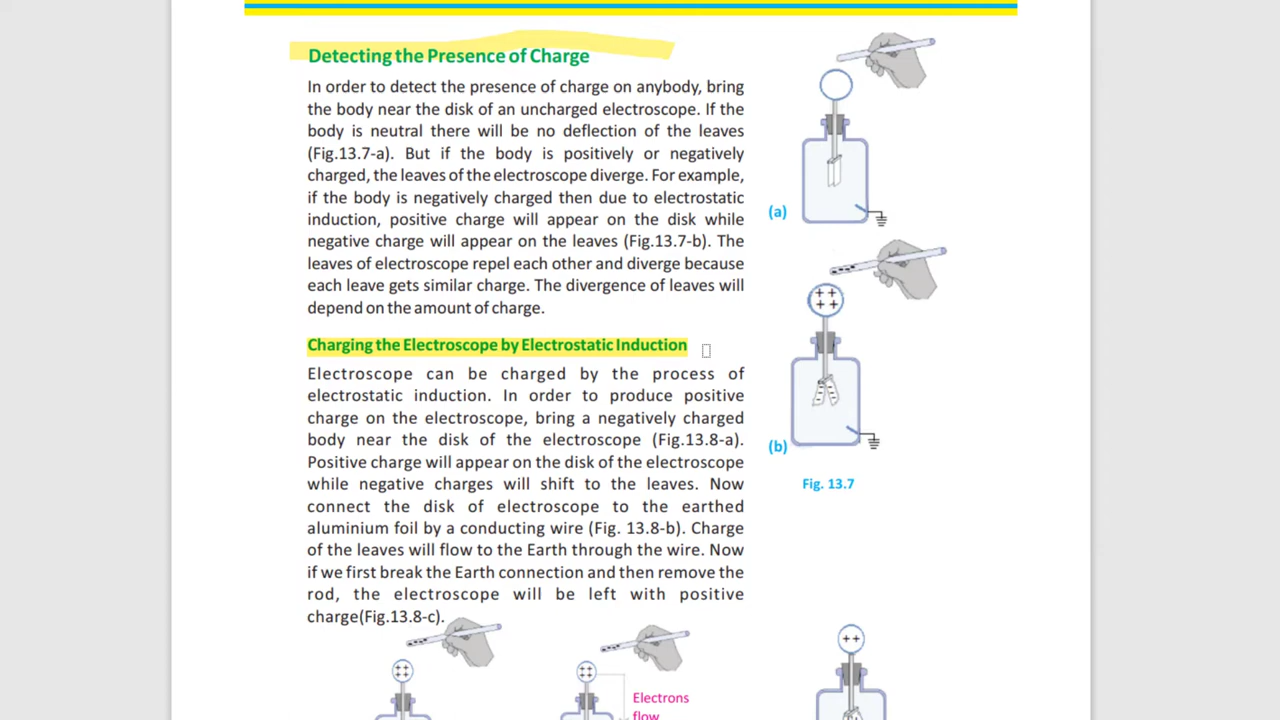 Detecting the Presence of Charge
In order to detect the presence of charge on anybody, bring
the body near the disk of an uncharged electroscope. If the
body is neutral there will be no deflection of the leaves
(Fig.13.7-a). But if the body is positively or negatively
charged, the leaves of the electroscope diverge. For example,
if the body is negatively charged then due to electrostatic
induction, positive charge will appear on the disk while
negative charge will appear on the leaves (Fig.13.7-b). The
leaves of electroscope repel each other and diverge because
each leave gets similar charge. The divergence of leaves will
depend on the amount of charge.
(a)
(b)
Fig. 13.7
Charging the Electroscope by Electrostatic Induction
Electroscope can be charged by the process of
electrostatic induction. In order to produce positive
charge on the electroscope, bring a negatively charged
body near the disk of the electroscope (Fig.13.8-a).
Positive charge will appear on the disk of the electroscope
while negative charges will shift to the leaves. Now
connect the disk of electroscope to the earthed
aluminium foil by a conducting wire (Fig. 13.8-b). Charge
of the leaves will flow to the Earth through the wire. Now
if we first break the Earth connection and then remove the
rod, the electroscope will be left with positive
charge(Fig.13.8-c).
Electrons
flow